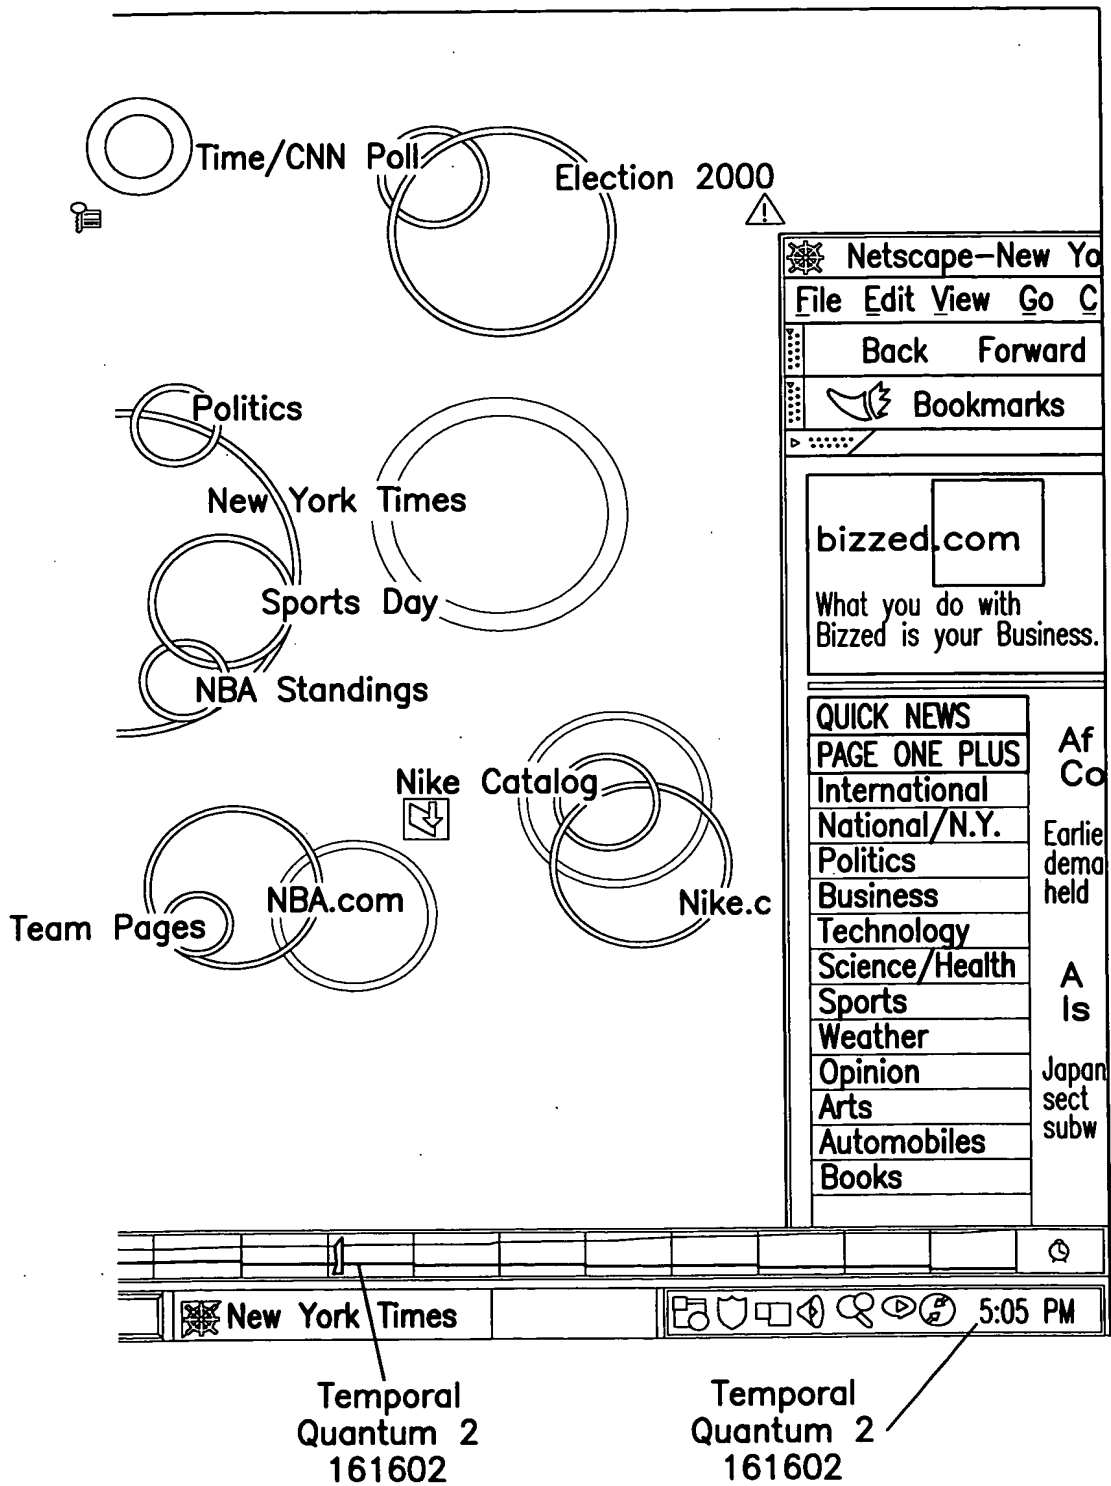 Time/CNN Poll
Election 2000
Netscape-New Yo
File Edit View Go C
Back Forward
Bookmarks
Politics
New York Times
bizzed.com
What you do with
Bizzed is your Business.
Sports Day
NBA Standings
QUICK NEWS
PAGE ONE PLUS
International
National/N.Y.
Politics
Business
Technology
Science/Health
Sports
Weather
Opinion
Arts
Automobiles
Books
Af
Co
Earlie
dema
held
A
Is
Japan
sect
subw
Nike Catalog
Nike.c
NBA.com
Team Pages
New York Times
5:05 PM
Temporal
Quantum 2
161602
Temporal
Quantum 2
161602